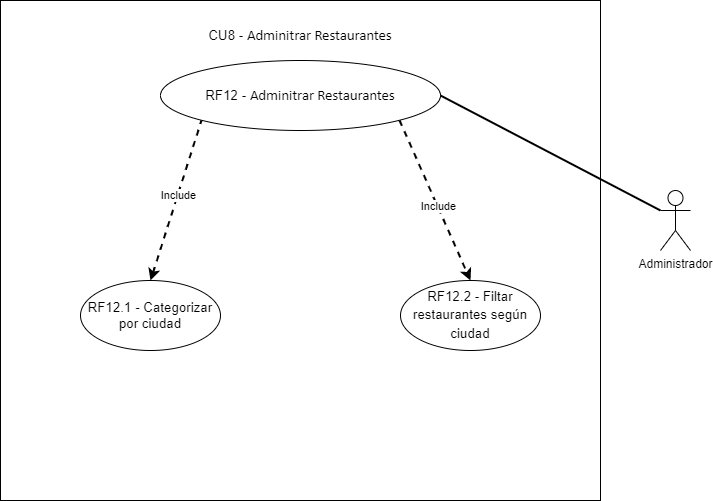 CU8 - Adminitrar Restaurantes
RF12 - Adminitrar Restaurantes
Include
Include
Administrador
RF12.1 - Categorizar
por ciudad
RF12.2 - Filtar
restaurantes según
ciudad